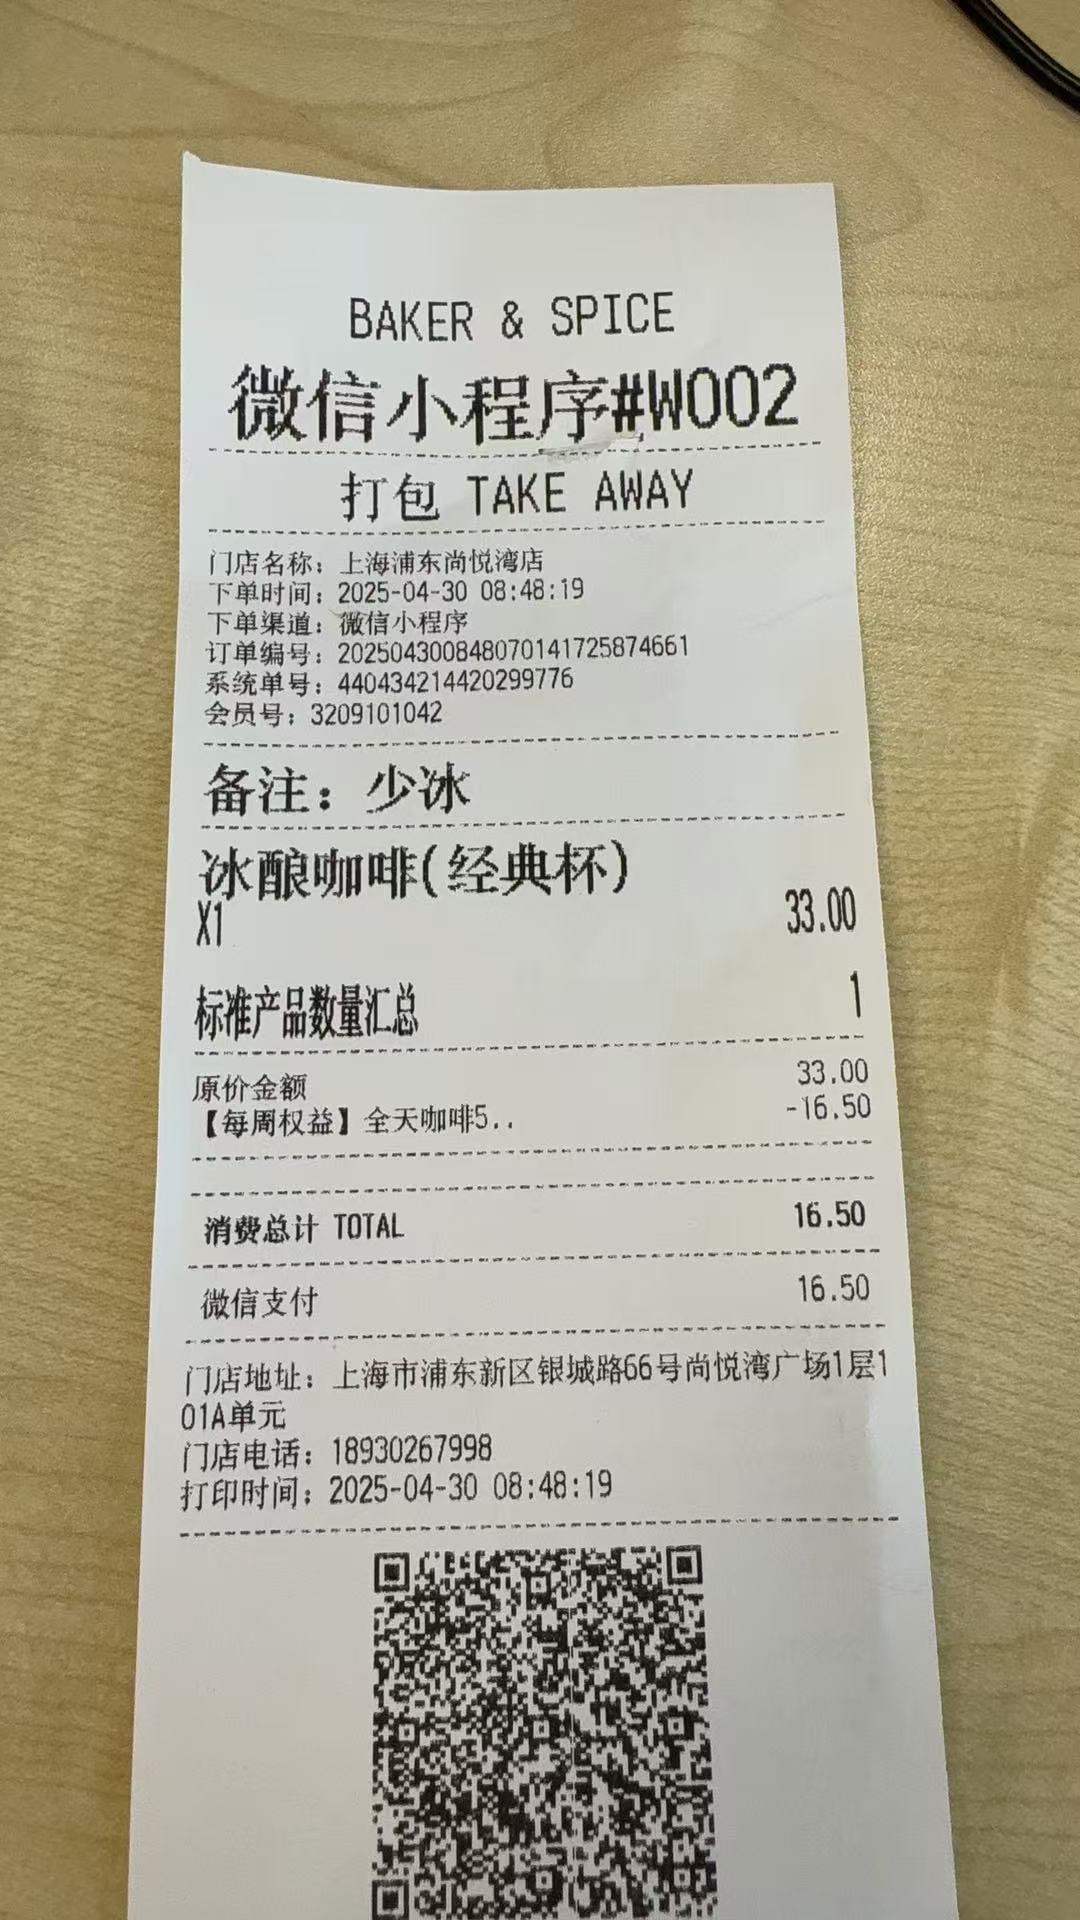 BAKER & SPICE
微信小程序#W002
打包 TAKE AWAY
门店名称：上海浦东尚悦湾店
下单时间：2025-04-30 08:48:19
下单渠道：微信小程序
订单编号：2025043008480701417258​74661
系统单号：440434214420299776
会员号：3209101042
备注：少冰
冰酿咖啡(经典杯)
X1 33.00
标准产品数量汇总 1
原价金额 33.00
【每周权益】全天咖啡5.. -16.50
消费总计 TOTAL 16.50
微信支付 16.50
门店地址：上海市浦东新区银城路66号尚悦湾广场1层1
01A单元
门店电话：18930267998
打印时间：2025-04-30 08:48:19